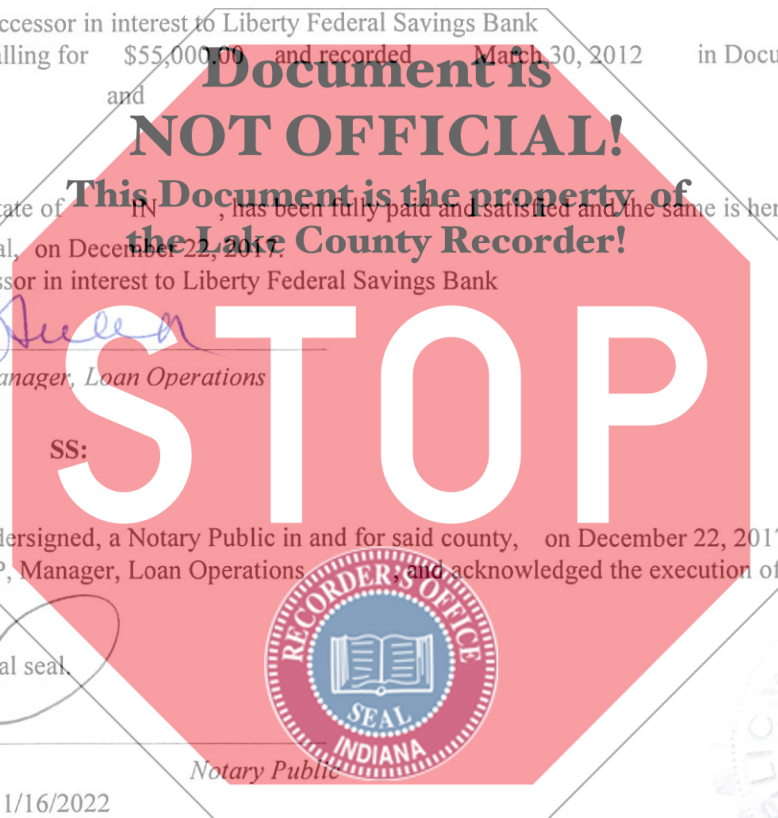 ccessor in interest to Liberty Federal Savings Bank
lling for $55,000.00 and recorded March 30, 2012 in Docu
Document is
and
NOT OFFICIAL!
This Document is the property of
ate of IN , has been fully paid and satisfied and the same is her
the Lake County Recorder!
al, on December 22, 2017.
ssor in interest to Liberty Federal Savings Bank
STOP
anager, Loan Operations
SS:
dersigned, a Notary Public in and for said county, on December 22, 2017
P, Manager, Loan Operations , and acknowledged the execution of
RECORDER'S OFFICE
al seal.
SEAL
INDIANA
Notary Public
1/16/2022